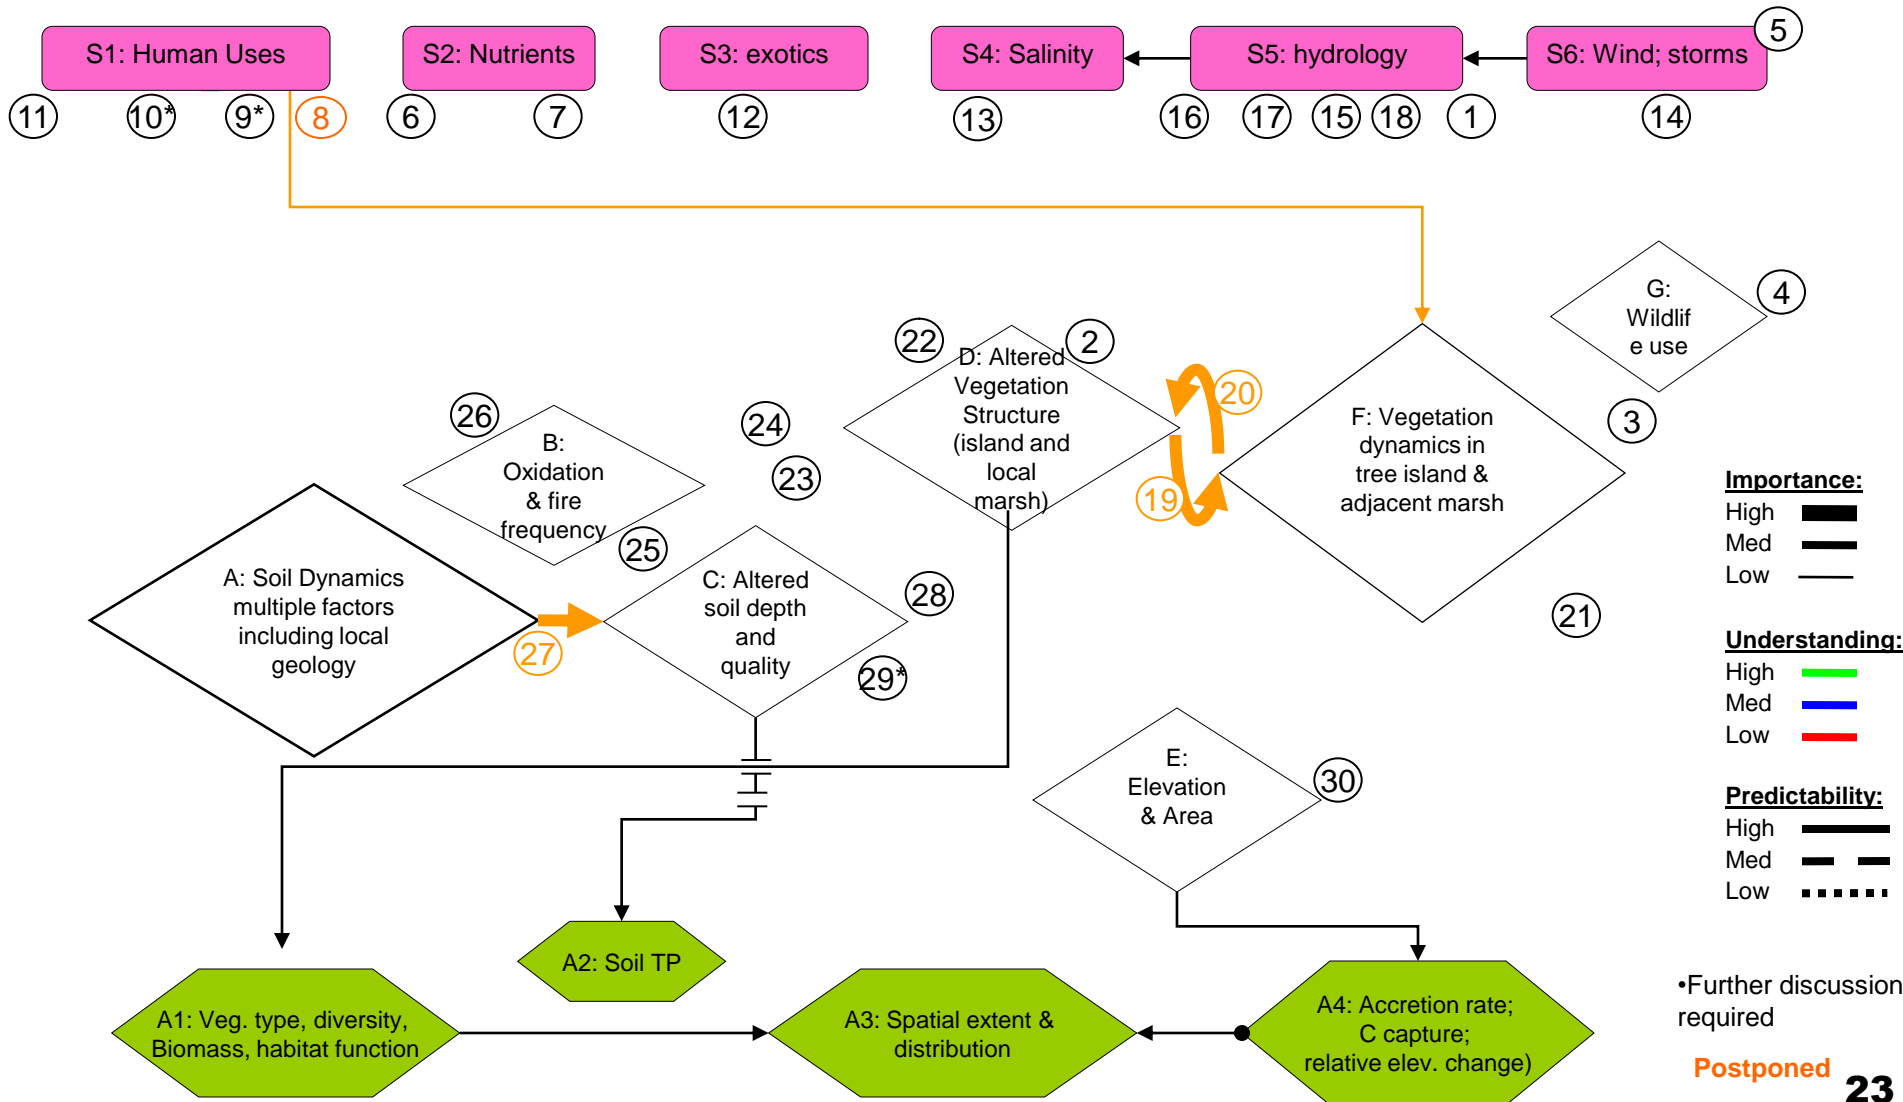 S1: Human Uses
S2: Nutrients
S3: exotics
S4: Salinity
S5: hydrology
S6: Wind; storms
5
11
10*
9*
8
6
7
12
13
16
17
15
18
1
14
G:
Wildlif
e use
4
22
2
D: Altered
Vegetation
Structure
(island and
local
marsh)
20
19
F: Vegetation
dynamics in
tree island &
adjacent marsh
3
21
26
B:
Oxidation
& fire
frequency
25
24
23
A: Soil Dynamics
multiple factors
including local
geology
27
C: Altered
soil depth
and
quality
28
29*
E:
Elevation
& Area
30
Importance:
High
Med
Low
Understanding:
High
Med
Low
Predictability:
High
Med
Low
A1: Veg. type, diversity,
Biomass, habitat function
A2: Soil TP
A3: Spatial extent &
distribution
A4: Accretion rate;
C capture;
relative elev. change)
•Further discussion
required
Postponed
23